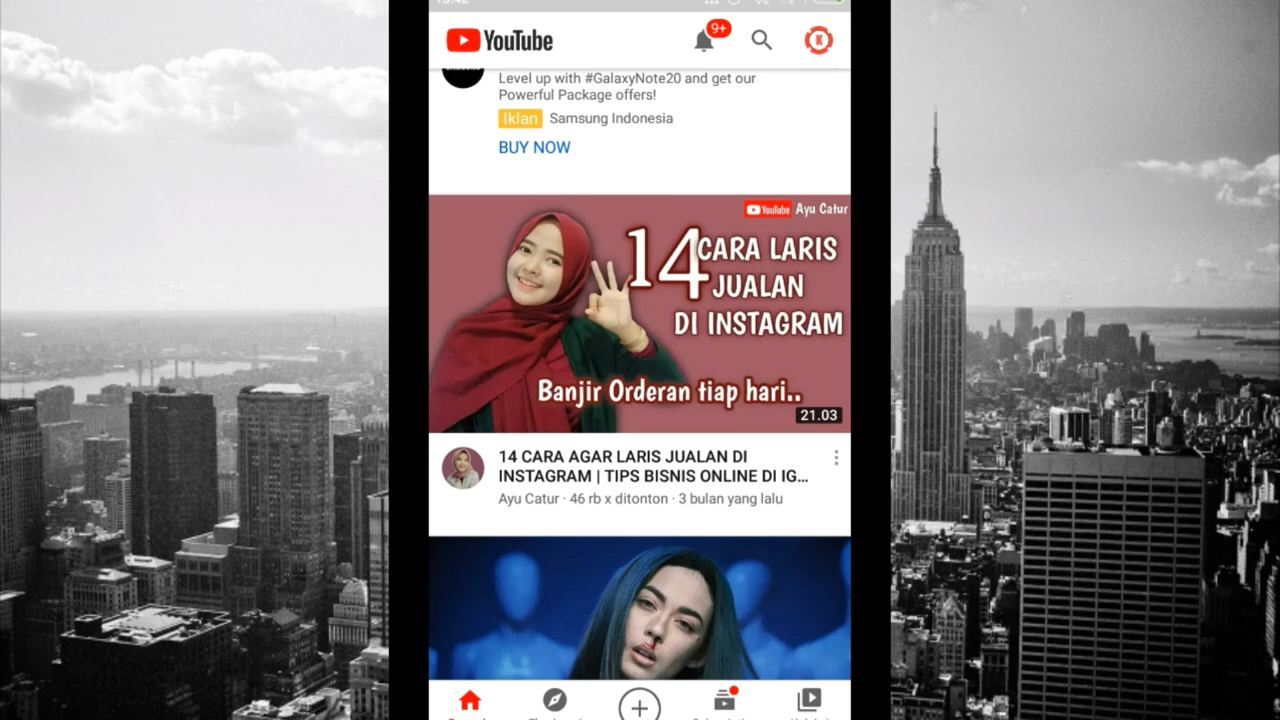 YouTube
9+
K
Level up with #GalaxyNote20 and get our
Powerful Package offers!
Iklan Samsung Indonesia
BUY NOW
YouTube Ayu Catur
14 CARA LARIS
JUALAN
DI INSTAGRAM
Banjir Orderan tiap hari..
21.03
14 CARA AGAR LARIS JUALAN DI
INSTAGRAM | TIPS BISNIS ONLINE DI IG...
Ayu Catur · 46 rb x ditonton · 3 bulan yang lalu